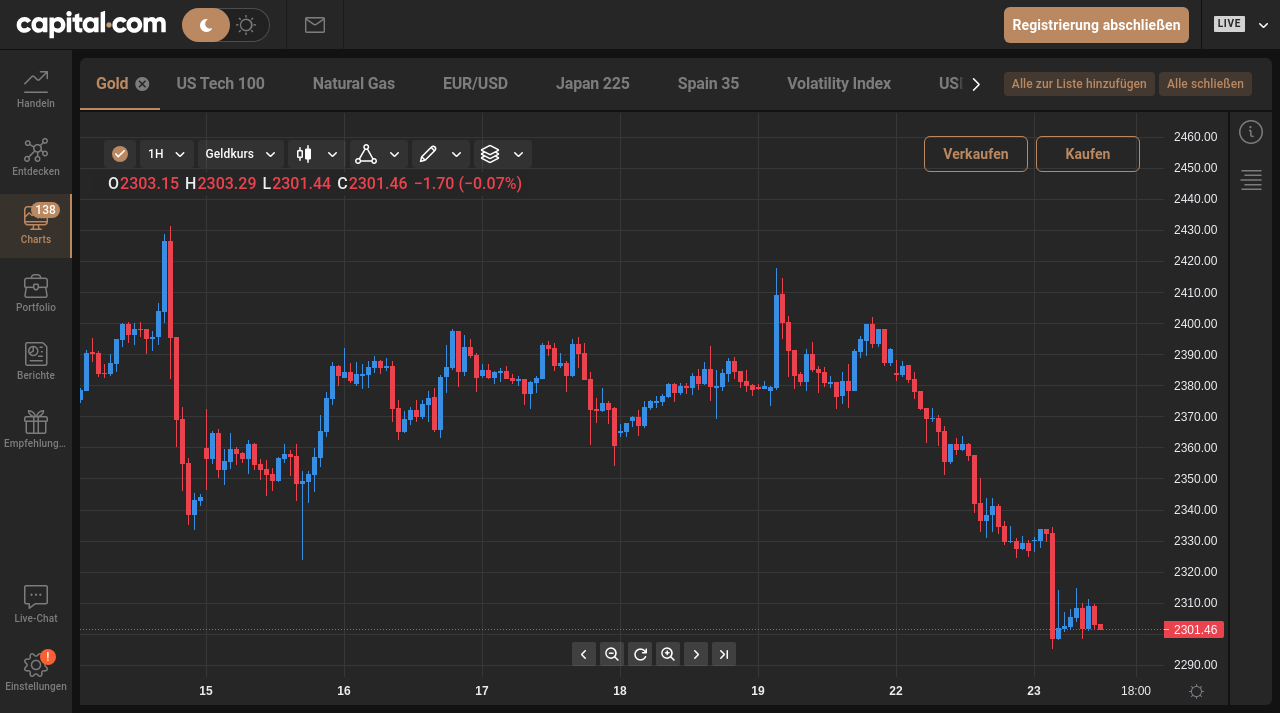 capital.com
Registrierung abschließen
LIVE
Handeln
Entdecken
138
Charts
Portfolio
Berichte
Empfehlung...
Live-Chat
!
Einstellungen
Gold US Tech 100 Natural Gas EUR/USD Japan 225 Spain 35 Volatility Index
Alle zur Liste hinzufügen Alle schließen
1H Geldkurs
Verkaufen Kaufen
O2303.15 H2303.29 L2301.44 C2301.46 −1.70 (−0.07%)
2460.00
2450.00
2440.00
2430.00
2420.00
2410.00
2400.00
2390.00
2380.00
2370.00
2360.00
2350.00
2340.00
2330.00
2320.00
2310.00
2301.46
2290.00
15 16 17 18 19 22 23 18:00